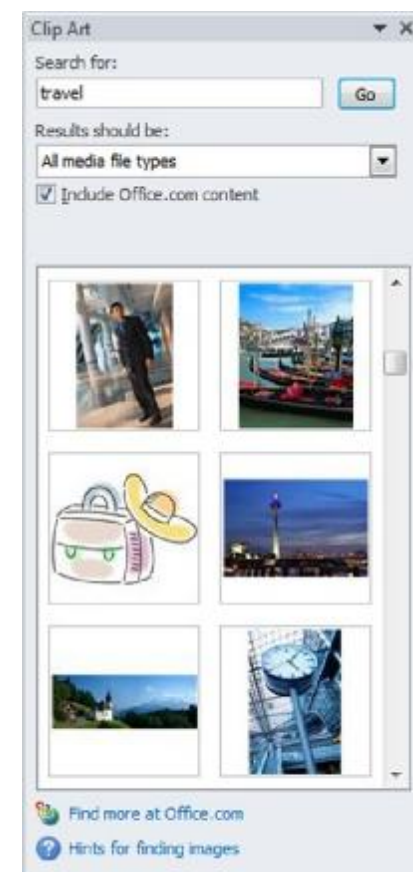 Clip Art
Search for:
travel
Go
Results should be:
All media file types
Include Office.com content
Find more at Office.com
Hints for finding images